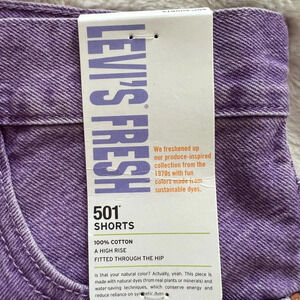 LEVI'S® FRESH
We freshened up
our produce-inspired
collection from the
1970s with fun
colors made from
sustainable dyes.
501®
SHORTS
100% COTTON
A HIGH RISE
FITTED THROUGH THE HIP
Is that your natural color? Actually, yeah. This piece is
made with natural dyes (from real plants or minerals) and
water-saving techniques, which conserve energy and
reduce reliance on synthetic